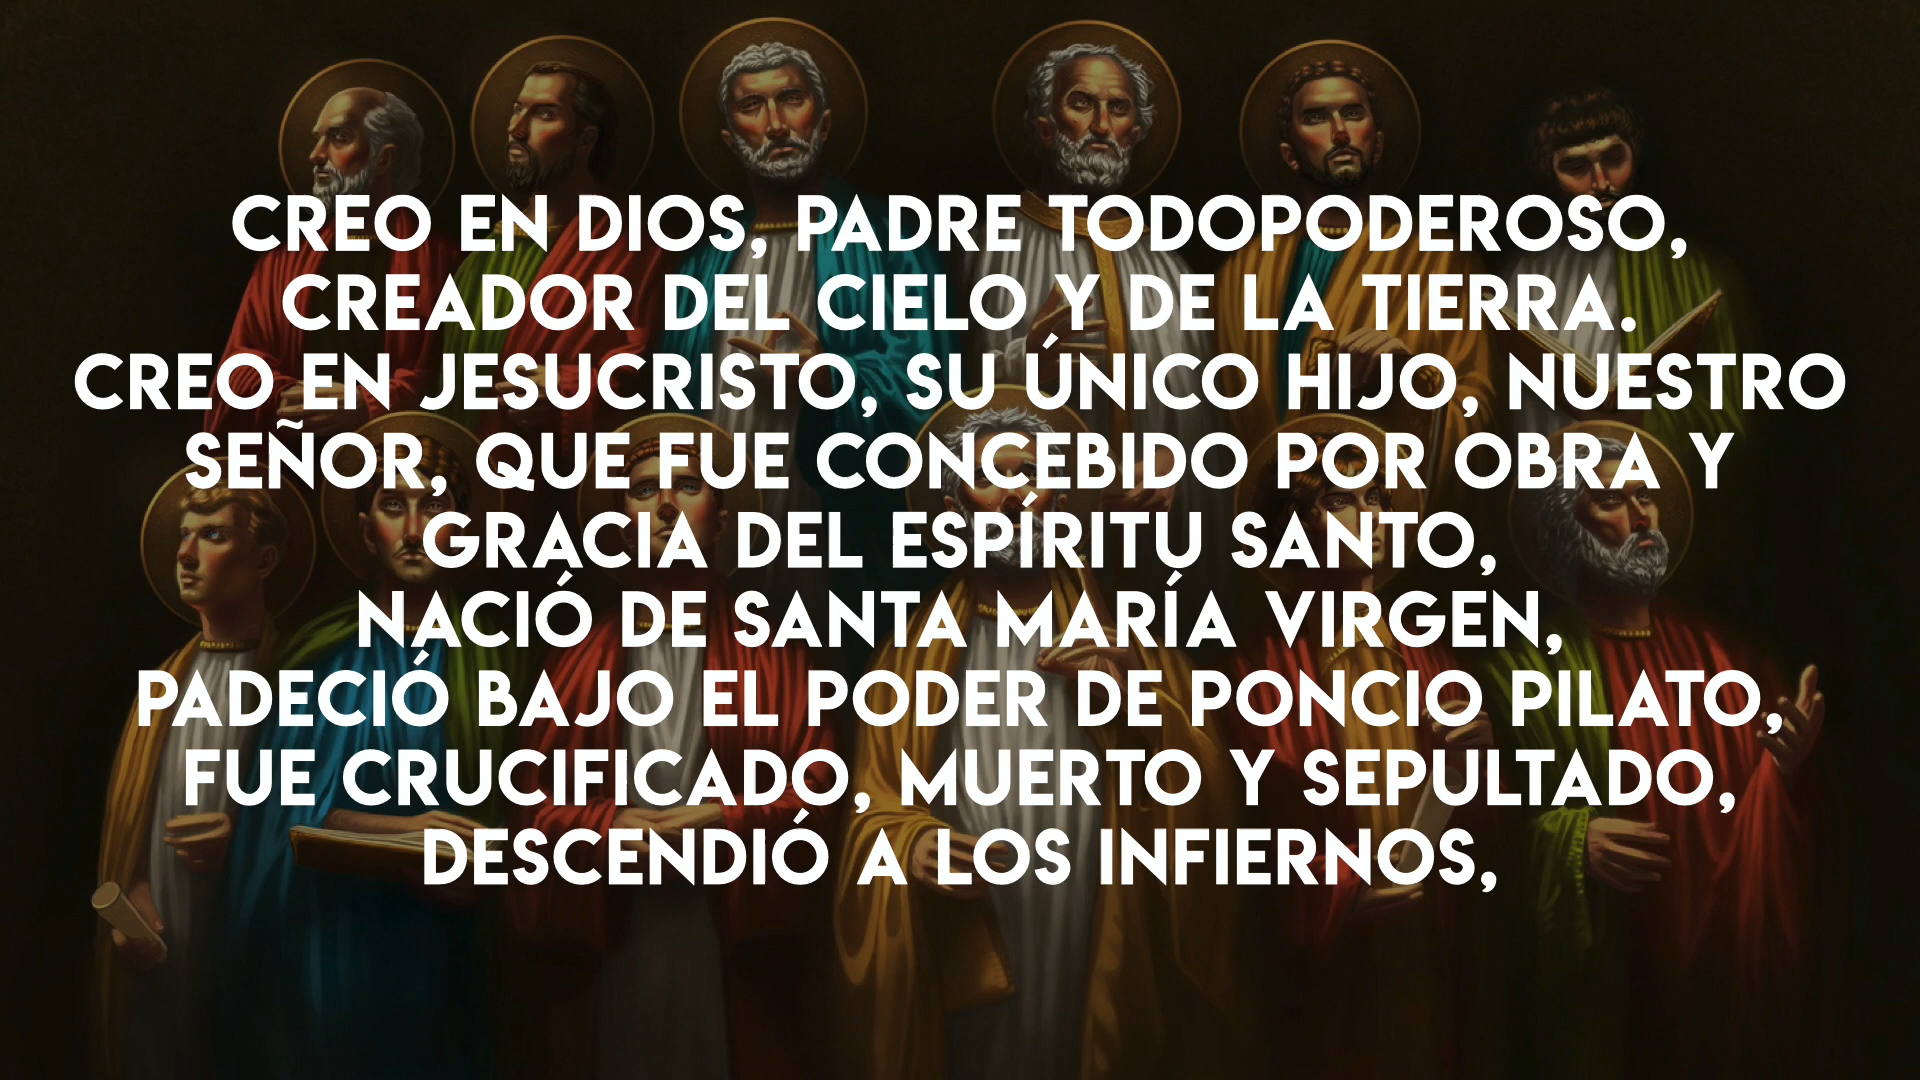 CREO EN DIOS, PADRE TODOPODEROSO,
CREADOR DEL CIELO Y DE LA TIERRA.
CREO EN JESUCRISTO, SU ÚNICO HIJO, NUESTRO
SEÑOR, QUE FUE CONCEBIDO POR OBRA Y
GRACIA DEL ESPÍRITU SANTO,
NACIÓ DE SANTA MARÍA VIRGEN,
PADECIÓ BAJO EL PODER DE PONCIO PILATO,
FUE CRUCIFICADO, MUERTO Y SEPULTADO,
DESCENDIÓ A LOS INFIERNOS,